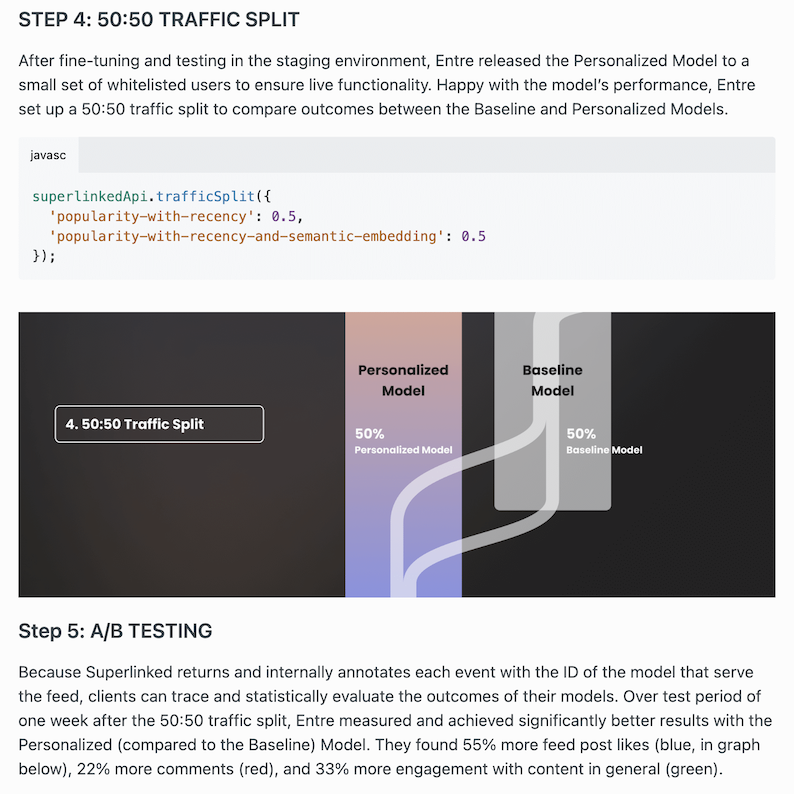 STEP 4: 50:50 TRAFFIC SPLIT
After fine-tuning and testing in the staging environment, Entre released the Personalized Model to a
small set of whitelisted users to ensure live functionality. Happy with the model’s performance, Entre
set up a 50:50 traffic split to compare outcomes between the Baseline and Personalized Models.
javasc
superlinkedApi.trafficSplit({
  'popularity-with-recency': 0.5,
  'popularity-with-recency-and-semantic-embedding': 0.5
});
Personalized
Model
Baseline
Model
4. 50:50 Traffic Split
50%
Personalized Model
50%
Baseline Model
Step 5: A/B TESTING
Because Superlinked returns and internally annotates each event with the ID of the model that serve
the feed, clients can trace and statistically evaluate the outcomes of their models. Over test period of
one week after the 50:50 traffic split, Entre measured and achieved significantly better results with the
Personalized (compared to the Baseline) Model. They found 55% more feed post likes (blue, in graph
below), 22% more comments (red), and 33% more engagement with content in general (green).